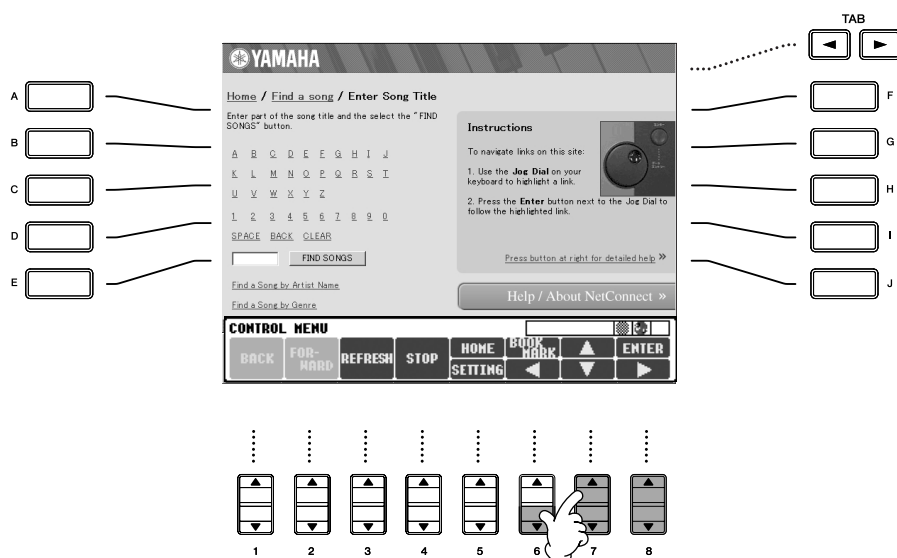 TAB
YAMAHA
Home / Find a song / Enter Song Title
Enter part of the song title and the select the "FIND
SONGS" button.
A B C D E F G H I J
K L M N O P Q R S T
U V W X Y Z
1 2 3 4 5 6 7 8 9 0
SPACE BACK CLEAR
FIND SONGS
Find a Song by Artist Name
Find a Song by Genre
Instructions
To navigate links on this site:
1. Use the Jog Dial on your
keyboard to highlight a link.
2. Press the Enter button next to the Jog Dial to
follow the highlighted link.
Press button at right for detailed help »
Help / About NetConnect »
CONTROL MENU
BACK
FOR-
WARD
REFRESH
STOP
HOME
SETTING
BOOK
MARK
ENTER
A
B
C
D
E
F
G
H
I
J
1 2 3 4 5 6 7 8